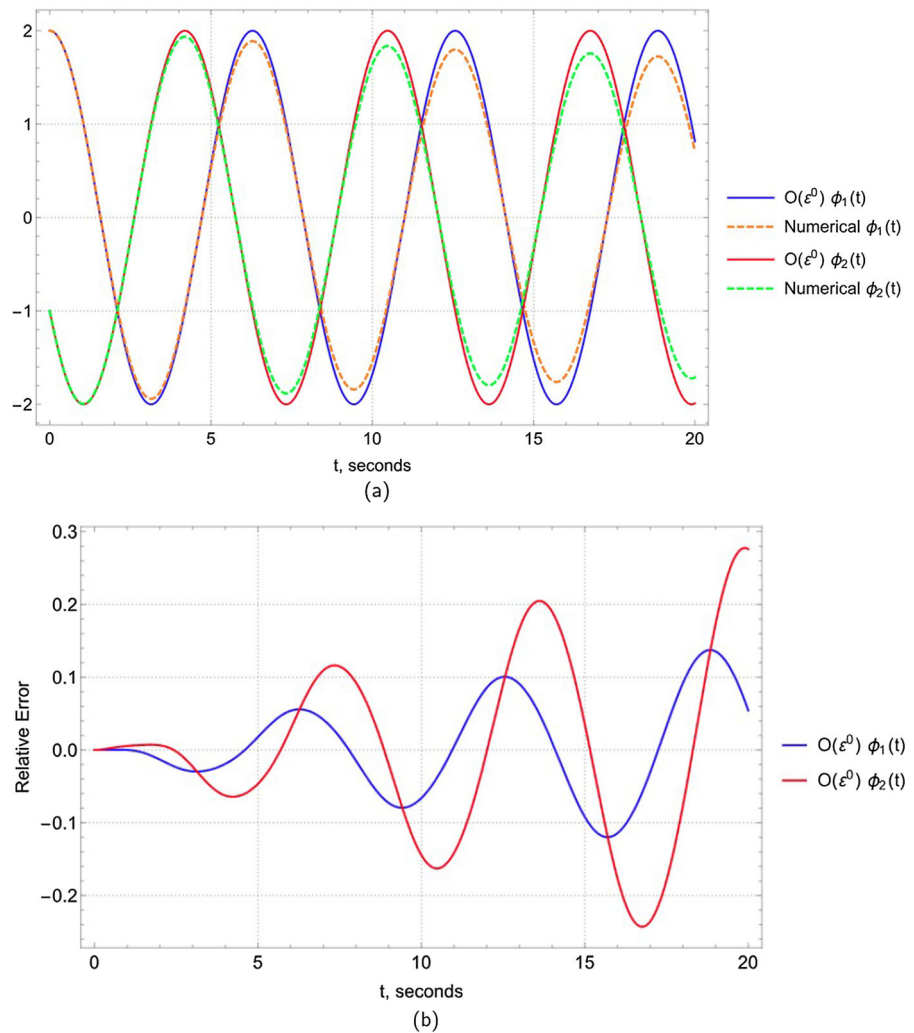 2
1
0
−1
−2
0 5 10 15 20
t, seconds
O(ε⁰) ϕ₁(t)
Numerical ϕ₁(t)
O(ε⁰) ϕ₂(t)
Numerical ϕ₂(t)
(a)
0.3
0.2
0.1
0.0
−0.1
−0.2
Relative Error
0 5 10 15 20
t, seconds
O(ε⁰) ϕ₁(t)
O(ε⁰) ϕ₂(t)
(b)